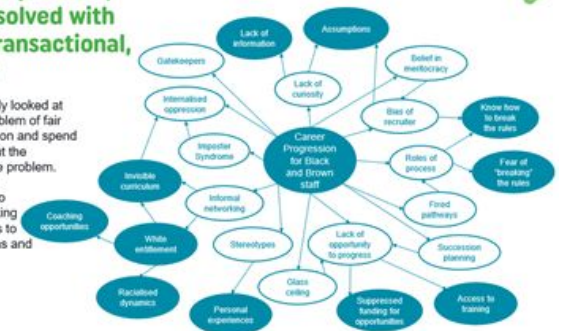 solved with
ransactional,
ly looked at
blem of fair
on and spend
t the
e problem.
o
ing
s to
s and
Lack of
information
Assumptions
Gatekeepers
Belief in
meritocracy
Lack of
curiosity
Internalised
oppression
Bias of
recruiter
Know how
to break
the rules
Career
Progression
for Black
and Brown
staff
Imposter
Syndrome
Roles of
process
Fear of
"breaking"
the rules
Invisible
curriculum
Informal
networking
Fixed
pathways
Coaching
opportunities
White
entitlement
Stereotypes
Lack of
opportunity
to progress
Succession
planning
Glass
ceiling
Racialised
dynamics
Personal
experiences
Suppressed
funding for
opportunities
Access to
training